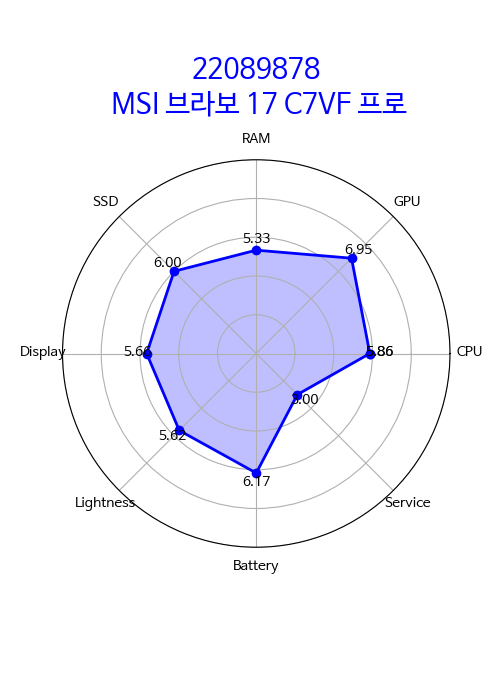 22089878
MSI 브라보 17 C7VF 프로
RAM
SSD
GPU
5.33
6.95
6.00
Display
5.66
5.86
CPU
3.00
5.62
6.17
Lightness
Service
Battery